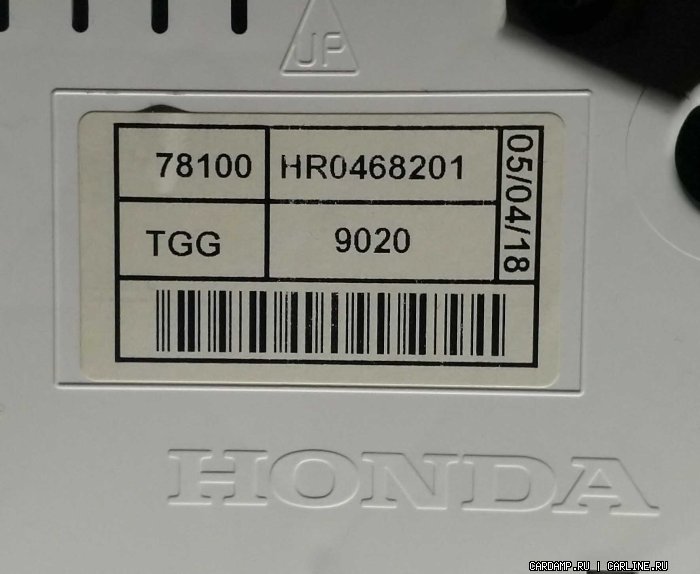 JP
78100 HR0468201
TGG 9020
05/04/18
HONDA
CARDAMP.RU | CARLINE.RU